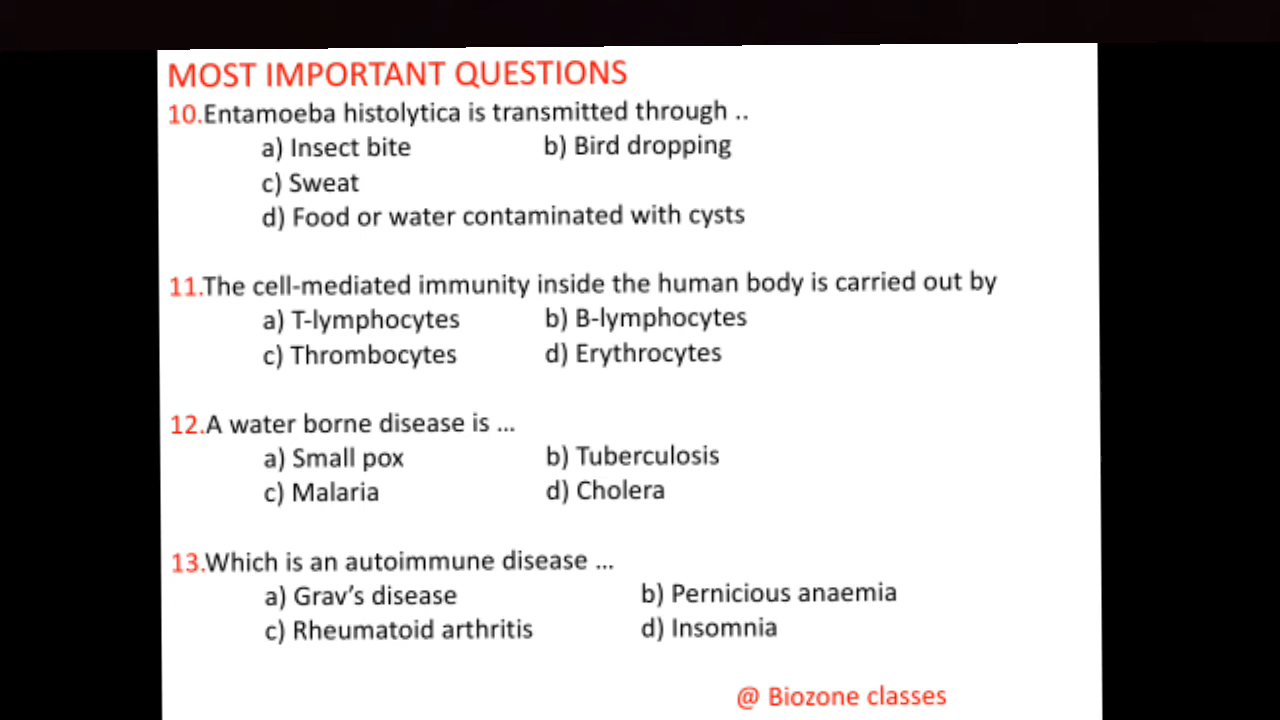 MOST IMPORTANT QUESTIONS
10.Entamoeba histolytica is transmitted through ..
a) Insect bite b) Bird dropping
c) Sweat
d) Food or water contaminated with cysts
11.The cell-mediated immunity inside the human body is carried out by
a) T-lymphocytes b) B-lymphocytes
c) Thrombocytes d) Erythrocytes
12.A water borne disease is ...
a) Small pox b) Tuberculosis
c) Malaria d) Cholera
13.Which is an autoimmune disease ...
a) Grav’s disease b) Pernicious anaemia
c) Rheumatoid arthritis d) Insomnia
@ Biozone classes